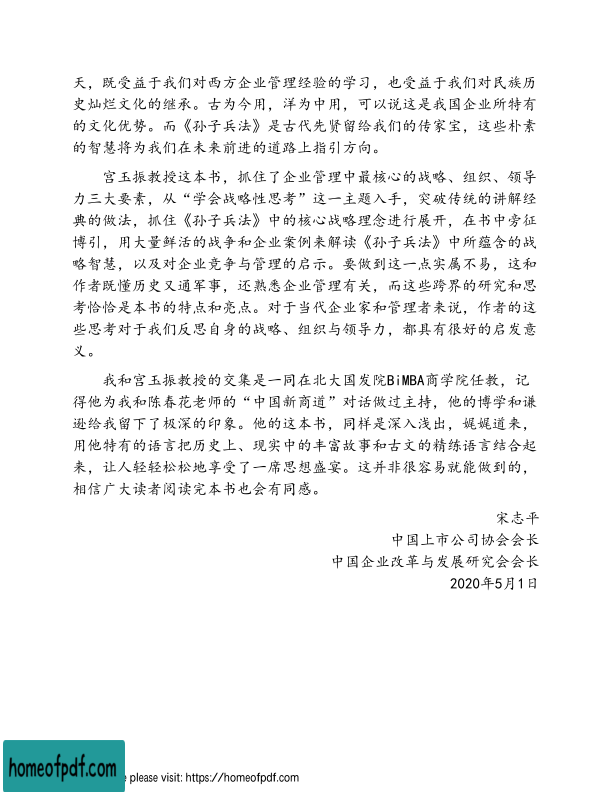 天，既受益于我们对西方企业管理经验的学习，也受益于我们对民族历
史灿烂文化的继承。古为今用，洋为中用，可以说这是我国企业所特有
的文化优势。而《孙子兵法》是古代先贤留给我们的传家宝，这些朴素
的智慧将为我们在未来前进的道路上指引方向。
宫玉振教授这本书，抓住了企业管理中最核心的战略、组织、领导
力三大要素，从“学会战略性思考”这一主题入手，突破传统的讲解经
典的做法，抓住《孙子兵法》中的核心战略理念进行展开，在书中旁征
博引，用大量鲜活的战争和企业案例来解读《孙子兵法》中所蕴含的战
略智慧，以及对企业竞争与管理的启示。要做到这一点实属不易，这和
作者既懂历史又通军事，还熟悉企业管理有关，而这些跨界的研究和思
考恰恰是本书的特点和亮点。对于当代企业家和管理者来说，作者的这
些思考对于我们反思自身的战略、组织与领导力，都具有很好的启发意
义。
我和宫玉振教授的交集是一同在北大国发院BiMBA商学院任教，记
得他为我和陈春花老师的“中国新商道”对话做过主持，他的博学和谦
逊给我留下了极深的印象。他的这本书，同样是深入浅出，娓娓道来，
用他特有的语言把历史上、现实中的丰富故事和古文的精练语言结合起
来，让人轻轻松松地享受了一席思想盛宴。这并非很容易就能做到的，
相信广大读者阅读完本书也会有同感。
宋志平
中国上市公司协会会长
中国企业改革与发展研究会会长
2020年5月1日
homeofpdf.com
e please visit: https://homeofpdf.com